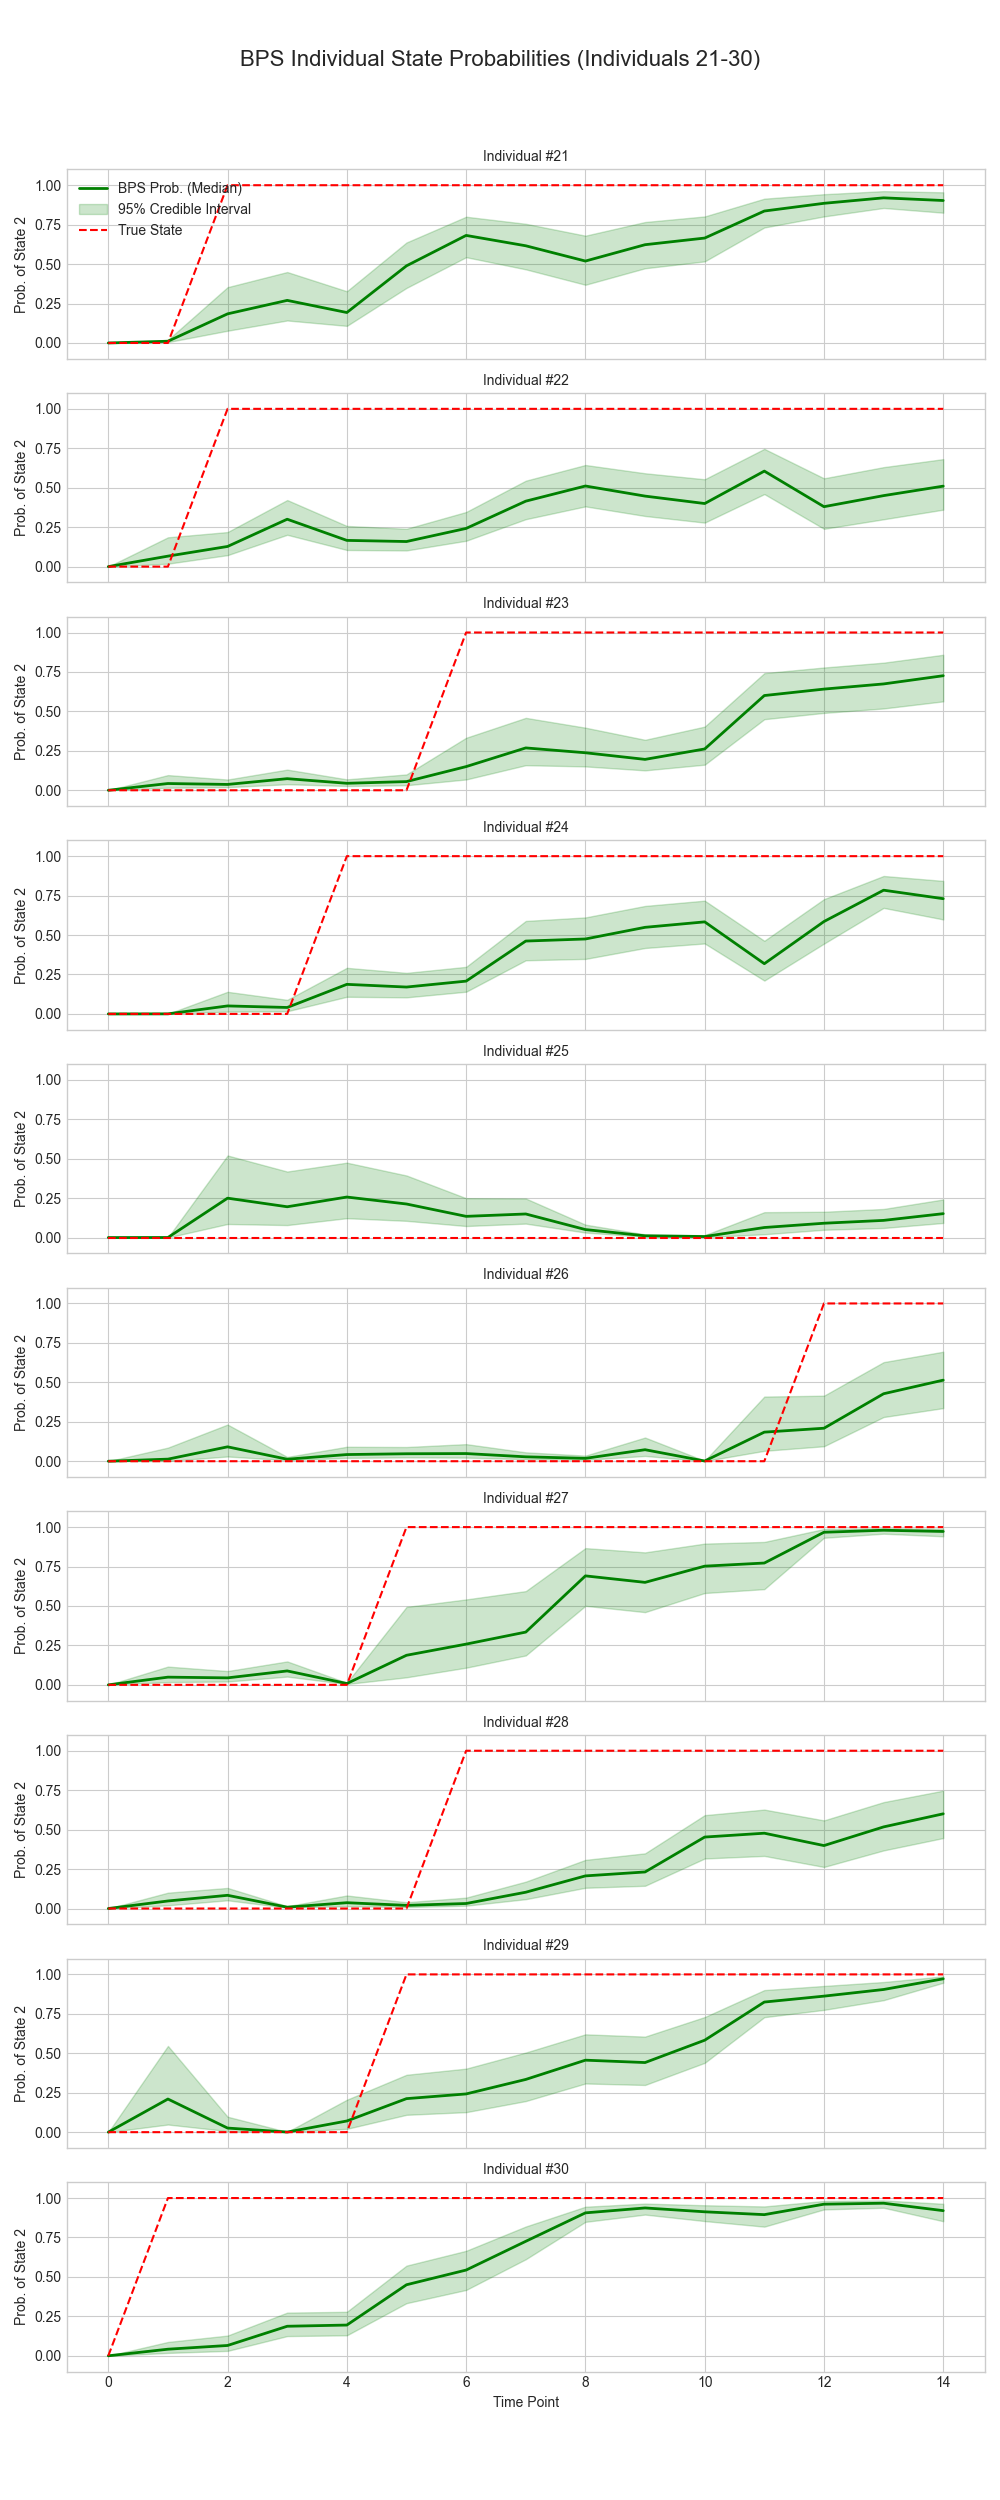 BPS Individual State Probabilities (Individuals 21-30)
Individual #21
Prob. of State 2
1.00
0.75
0.50
0.25
0.00
BPS Prob. (Median)
95% Credible Interval
True State
Individual #22
Prob. of State 2
1.00
0.75
0.50
0.25
0.00
Individual #23
Prob. of State 2
1.00
0.75
0.50
0.25
0.00
Individual #24
Prob. of State 2
1.00
0.75
0.50
0.25
0.00
Individual #25
Prob. of State 2
1.00
0.75
0.50
0.25
0.00
Individual #26
Prob. of State 2
1.00
0.75
0.50
0.25
0.00
Individual #27
Prob. of State 2
1.00
0.75
0.50
0.25
0.00
Individual #28
Prob. of State 2
1.00
0.75
0.50
0.25
0.00
Individual #29
Prob. of State 2
1.00
0.75
0.50
0.25
0.00
Individual #30
Prob. of State 2
1.00
0.75
0.50
0.25
0.00
0 2 4 6 8 10 12 14
Time Point